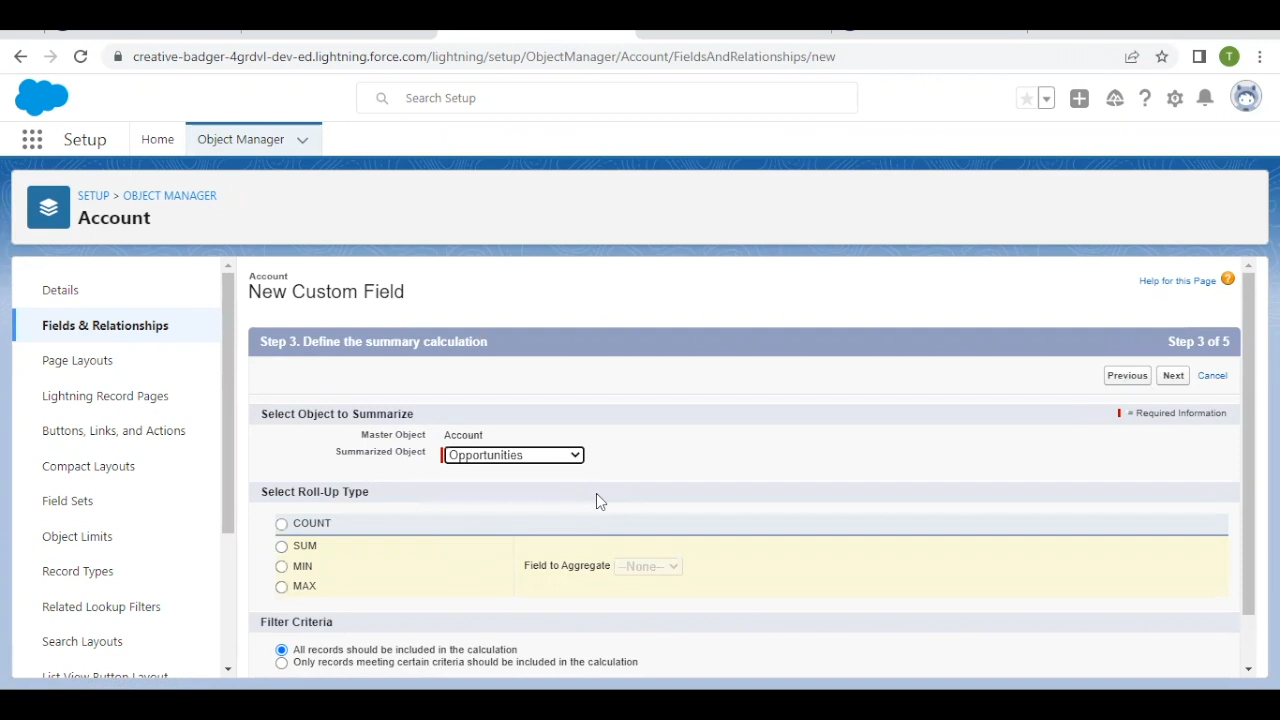 creative-badger-4grdvl-dev-ed.lightning.force.com/lightning/setup/ObjectManager/Account/FieldsAndRelationships/new
T
Search Setup
Setup
Home
Object Manager
SETUP > OBJECT MANAGER
Account
Details
Fields & Relationships
Page Layouts
Lightning Record Pages
Buttons, Links, and Actions
Compact Layouts
Field Sets
Object Limits
Record Types
Related Lookup Filters
Search Layouts
List View Button Layout
Account
New Custom Field
Help for this Page ?
Step 3. Define the summary calculation
Step 3 of 5
Previous
Next
Cancel
Select Object to Summarize
= Required Information
Master Object Account
Summarized Object Opportunities
Select Roll-Up Type
COUNT
SUM
MIN
MAX
Field to Aggregate --None--
Filter Criteria
All records should be included in the calculation
Only records meeting certain criteria should be included in the calculation